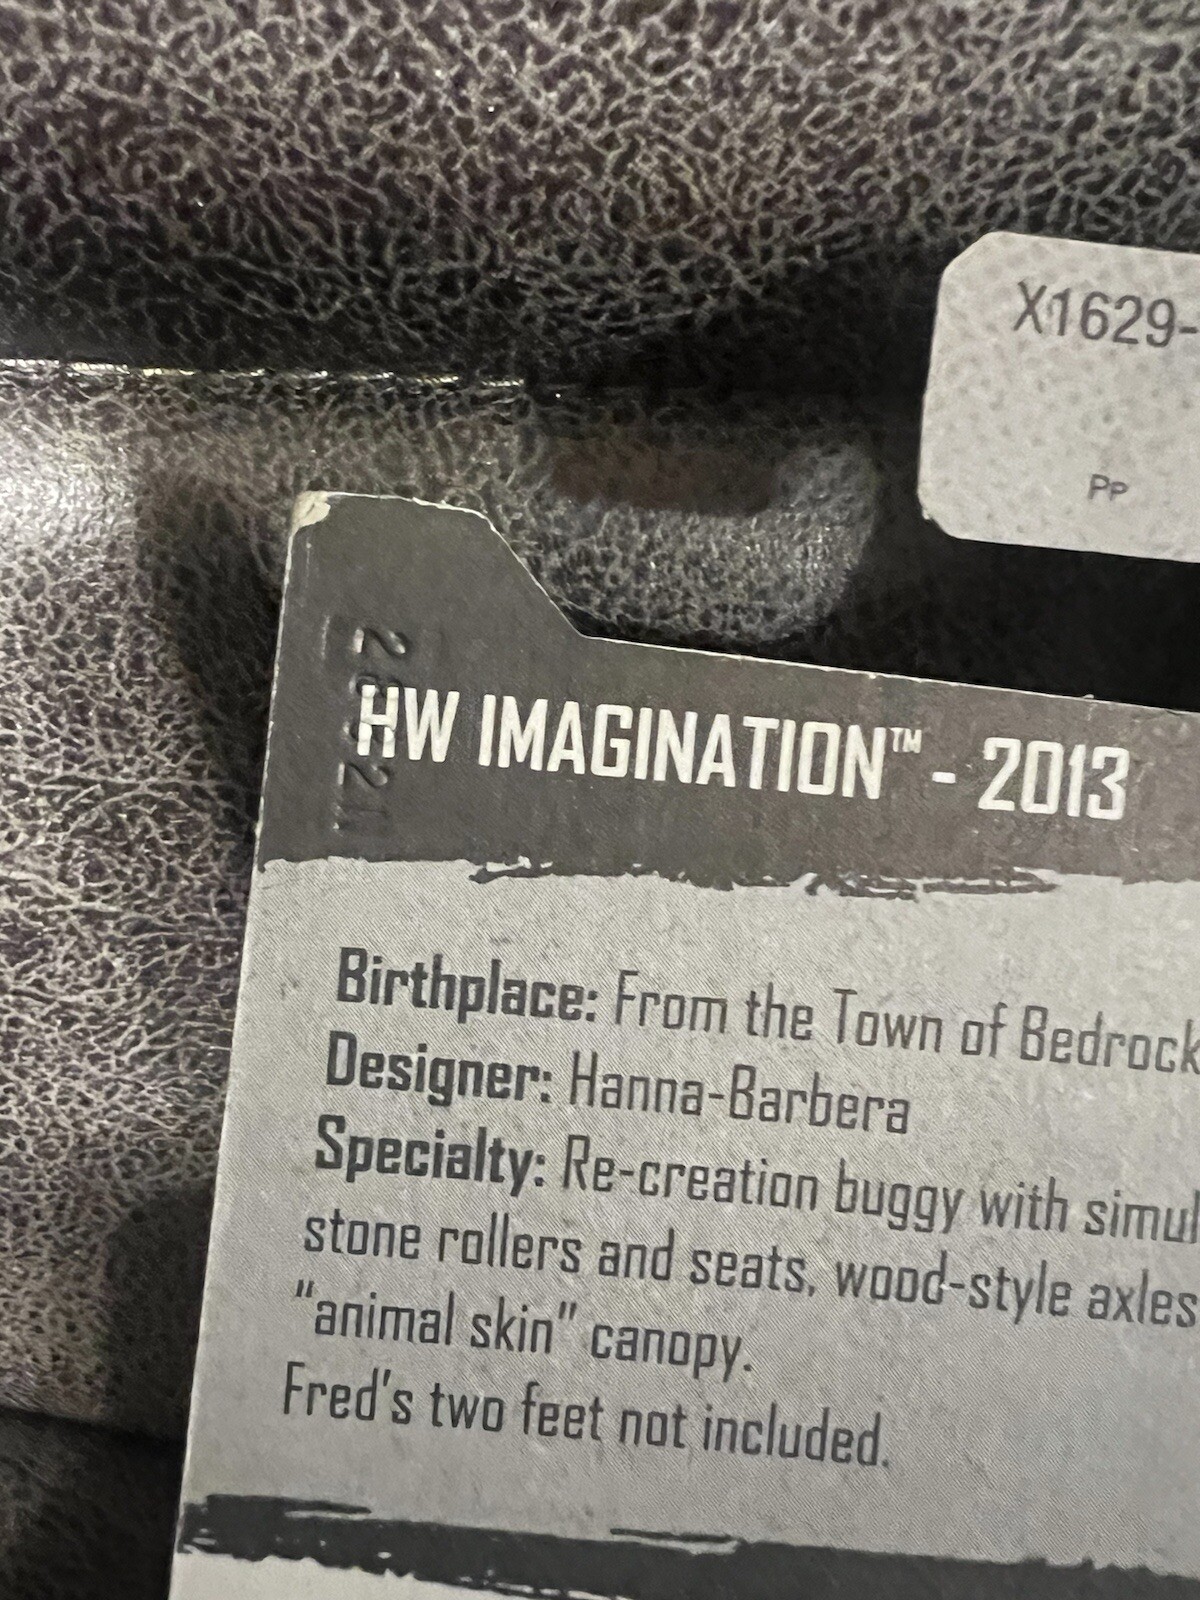 X1629-
PP
HW IMAGINATION™ - 2013
Birthplace: From the Town of Bedrock
Designer: Hanna-Barbera
Specialty: Re-creation buggy with simul
stone rollers and seats, wood-style axles
"animal skin" canopy.
Fred's two feet not included.